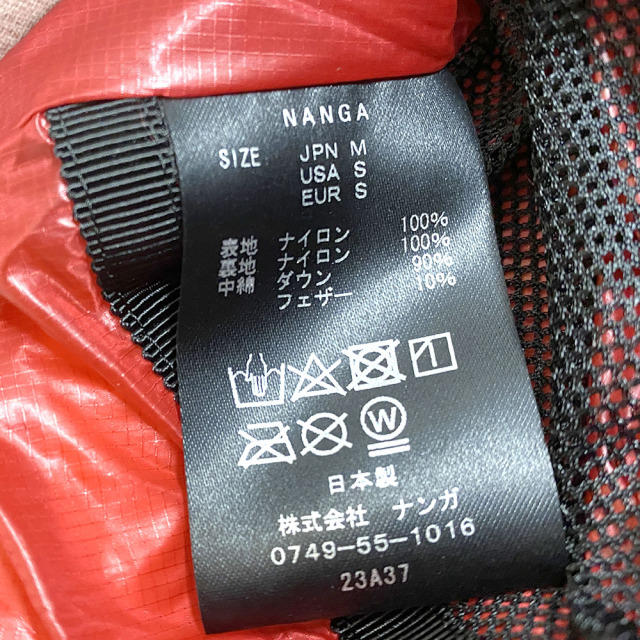 NANGA
SIZE JPN M
USA S
EUR S
表地 ナイロン 100%
裏地 ナイロン 100%
中綿 ダウン 90%
フェザー 10%
W
日本製
株式会社 ナンガ
0749-55-1016
23A37